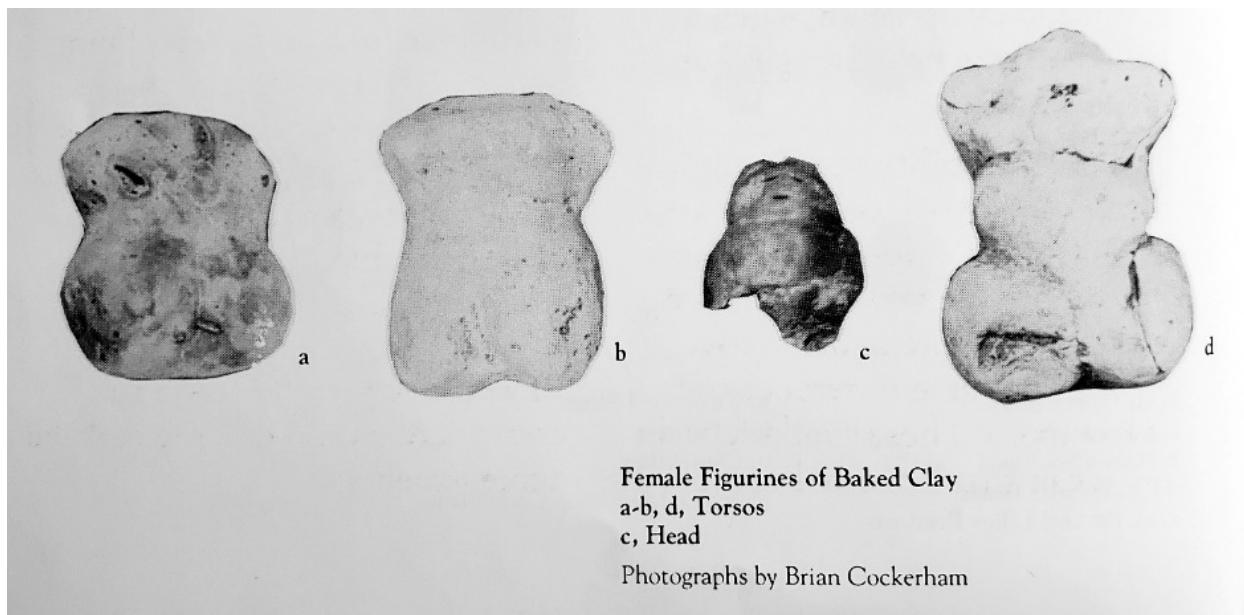 a
b
c
d
Female Figurines of Baked Clay
a-b, d, Torsos
c, Head
Photographs by Brian Cockerham